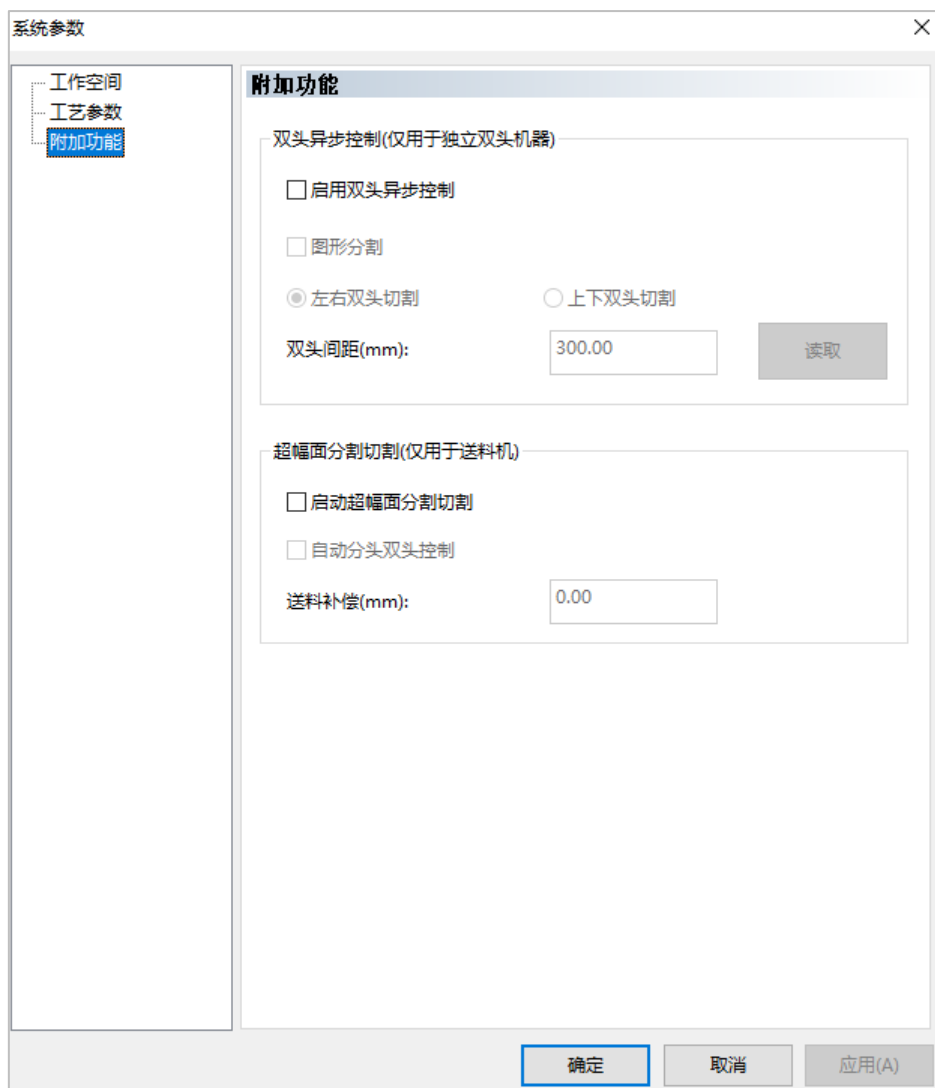 系统参数
工作空间
工艺参数
附加功能
附加功能
双头异步控制(仅用于独立双头机器)
启用双头异步控制
图形分割
左右双头切割 上下双头切割
双头间距(mm): 300.00 读取
超幅面分割切割(仅用于送料机)
启动超幅面分割切割
自动分头双头控制
送料补偿(mm): 0.00
确定 取消 应用(A)